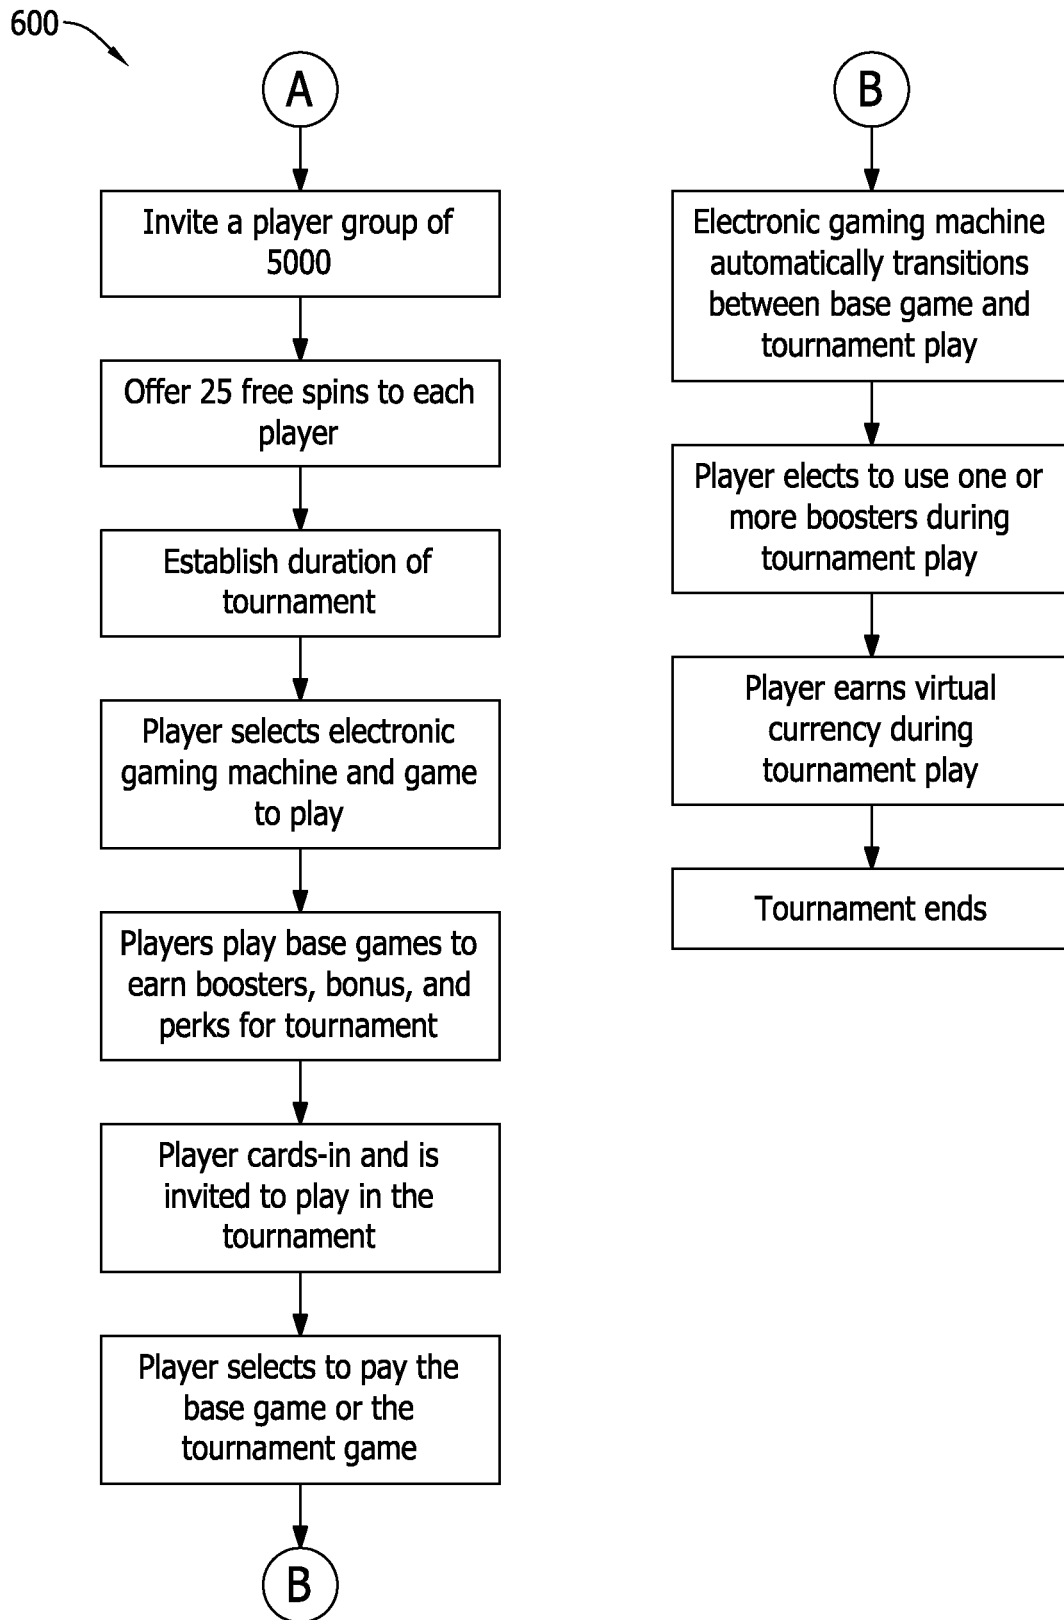 600
A
Invite a player group of
5000
Offer 25 free spins to each
player
Establish duration of
tournament
Player selects electronic
gaming machine and game
to play
Players play base games to
earn boosters, bonus, and
perks for tournament
Player cards-in and is
invited to play in the
tournament
Player selects to pay the
base game or the
tournament game
B
B
Electronic gaming machine
automatically transitions
between base game and
tournament play
Player elects to use one or
more boosters during
tournament play
Player earns virtual
currency during
tournament play
Tournament ends